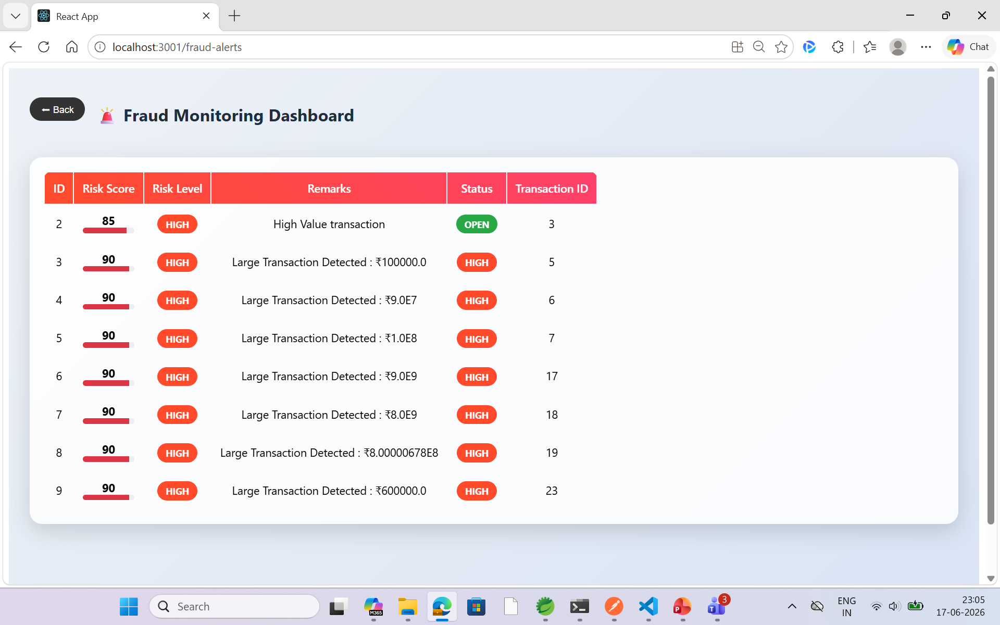 React App
localhost:3001/fraud-alerts
Chat
← Back
Fraud Monitoring Dashboard
ID Risk Score Risk Level Remarks Status Transaction ID
2 85 HIGH High Value transaction OPEN 3
3 90 HIGH Large Transaction Detected : ₹100000.0 HIGH 5
4 90 HIGH Large Transaction Detected : ₹9.0E7 HIGH 6
5 90 HIGH Large Transaction Detected : ₹1.0E8 HIGH 7
6 90 HIGH Large Transaction Detected : ₹9.0E9 HIGH 17
7 90 HIGH Large Transaction Detected : ₹8.0E9 HIGH 18
8 90 HIGH Large Transaction Detected : ₹8.00000678E8 HIGH 19
9 90 HIGH Large Transaction Detected : ₹600000.0 HIGH 23
Search
M365
P
T
3
ENG
IN
23:05
17-06-2026